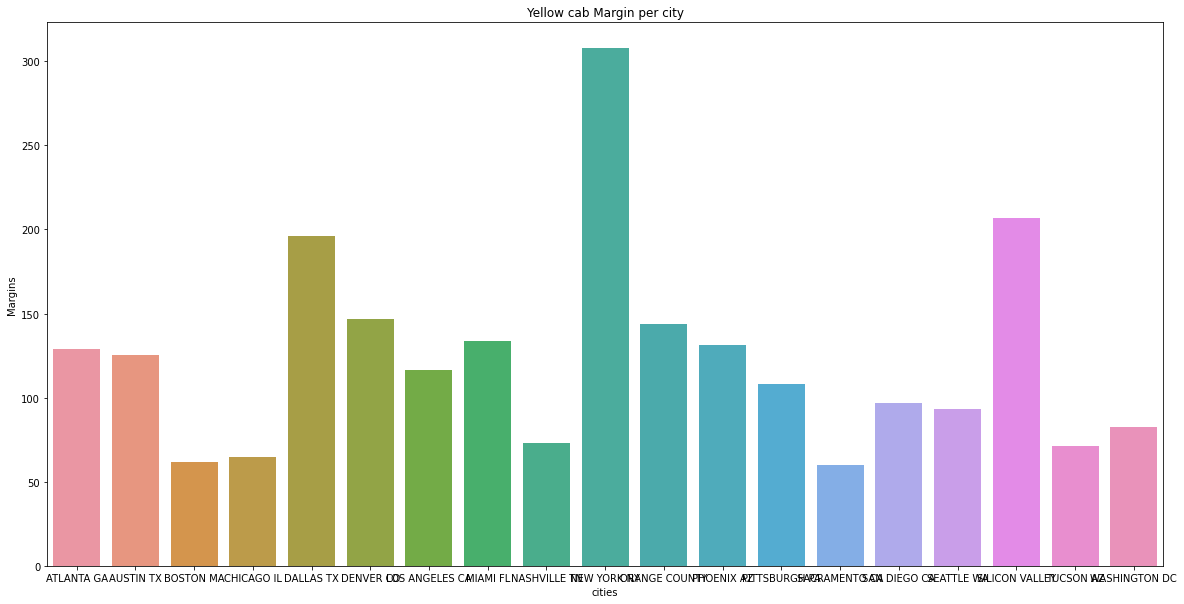 Yellow cab Margin per city
Margins
300
250
200
150
100
50
0
ATLANTA GA AUSTIN TX BOSTON MA CHICAGO IL DALLAS TX DENVER CO LOS ANGELES CA MIAMI FL NASHVILLE TN NEW YORK NY ORANGE COUNTY PHOENIX AZ PITTSBURGH PA SACRAMENTO CA SAN DIEGO CA SEATTLE WA SILICON VALLEY TUCSON AZ WASHINGTON DC
cities